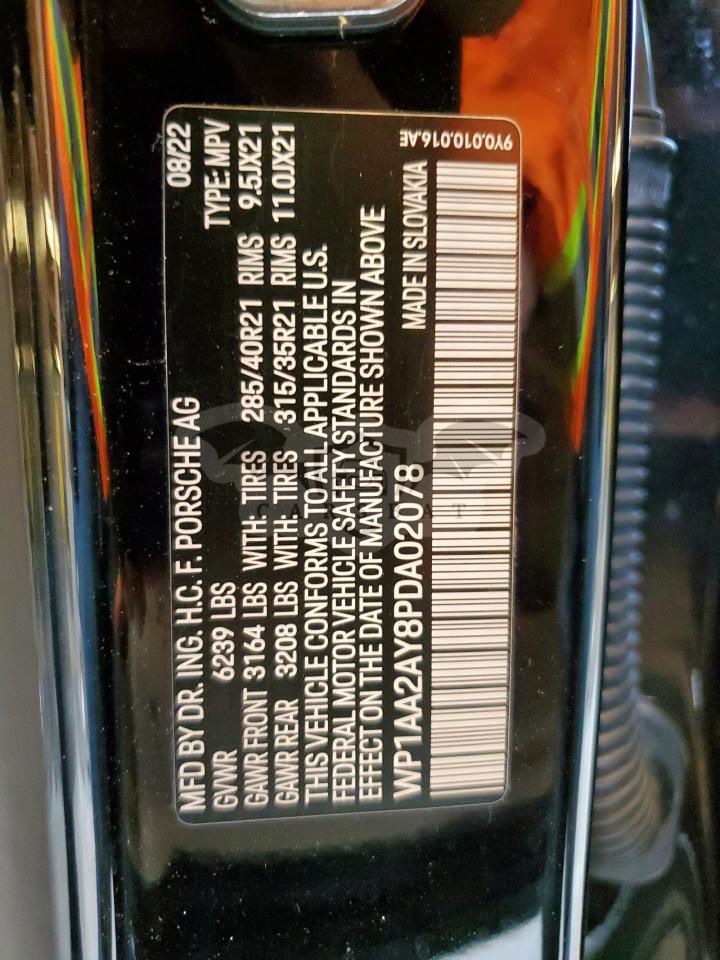 MFD BY DR. ING. H.C. F. PORSCHE AG 08/22
GVWR 6239 LBS TYPE: MPV
GAWR FRONT 3164 LBS WITH: TIRES 285/40R21 RIMS 9.5JX21
GAWR REAR 3208 LBS WITH: TIRES 315/35R21 RIMS 11.0JX21
THIS VEHICLE CONFORMS TO ALL APPLICABLE U.S.
FEDERAL MOTOR VEHICLE SAFETY STANDARDS IN
EFFECT ON THE DATE OF MANUFACTURE SHOWN ABOVE
WP1AA2AY8PDA02078 MADE IN SLOVAKIA
9Y0.010.016.AE